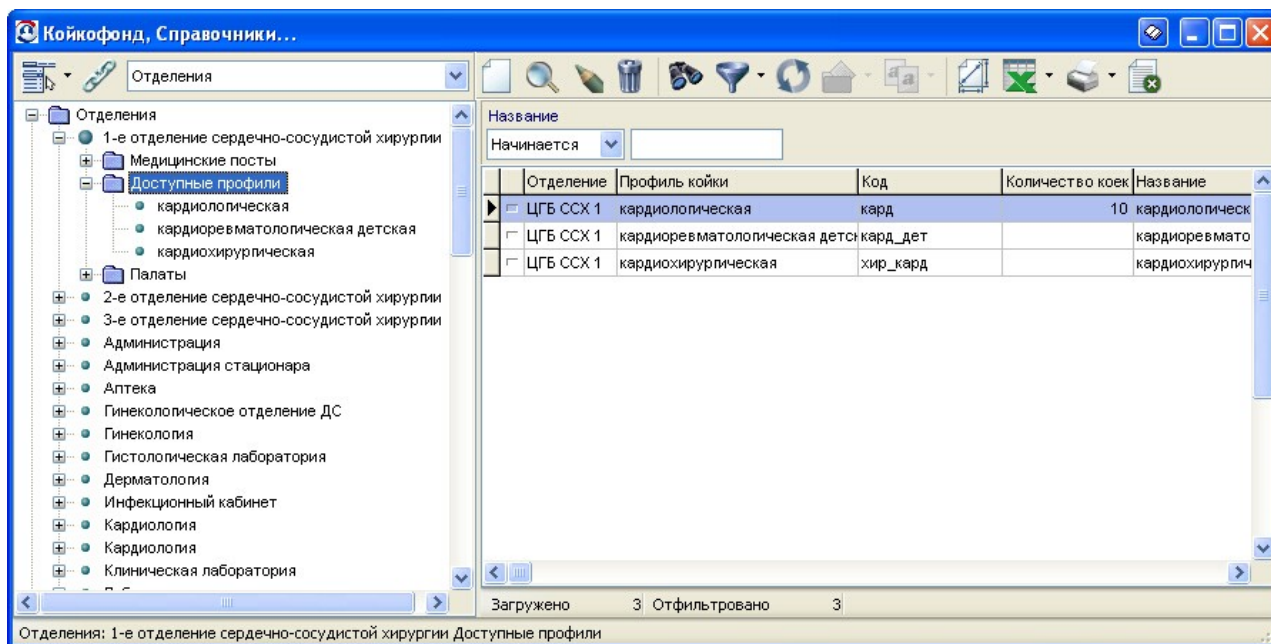 Койкофонд, Справочники...
Отделения
Отделения
1-е отделение сердечно-сосудистой хирургии
Медицинские посты
Доступные профили
кардиологическая
кардиоревматологическая детская
кардиохирургическая
Палаты
2-е отделение сердечно-сосудистой хирургии
3-е отделение сердечно-сосудистой хирургии
Администрация
Администрация стационара
Аптека
Гинекологическое отделение ДС
Гинекология
Гистологическая лаборатория
Дерматология
Инфекционный кабинет
Кардиология
Кардиология
Клиническая лаборатория
Название
Начинается
Отделение Профиль койки Код Количество коек Название
ЦГБ ССХ 1 кардиологическая кард 10 кардиологическ
ЦГБ ССХ 1 кардиоревматологическая детск кард_дет кардиоревмато
ЦГБ ССХ 1 кардиохирургическая хир_кард кардиохирургич
Загружено 3 Отфильтровано 3
Отделения: 1-е отделение сердечно-сосудистой хирургии Доступные профили